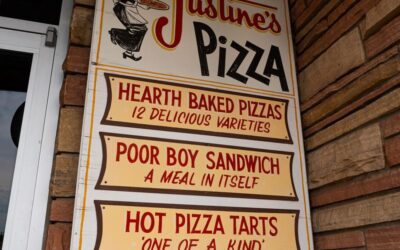 Justine's
PIZZA
HEARTH BAKED PIZZAS
12 DELICIOUS VARIETIES
POOR BOY SANDWICH
A MEAL IN ITSELF
HOT PIZZA TARTS
'ONE OF A KIND'